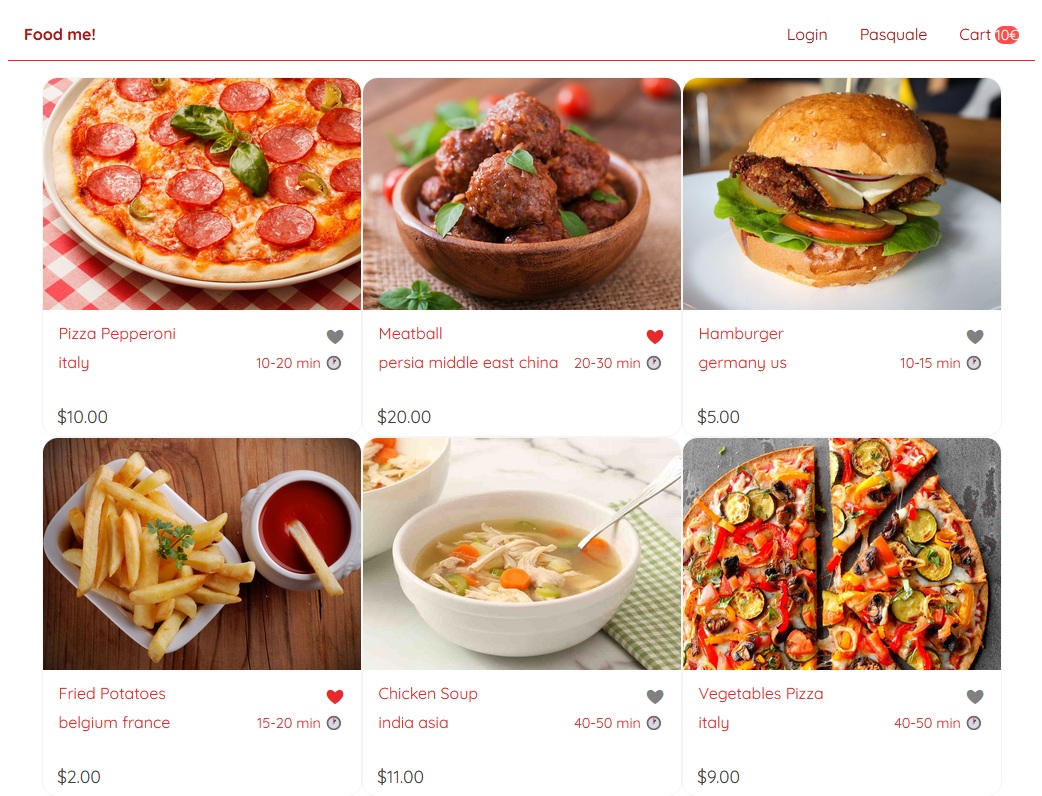 Food me!
Login Pasquale Cart 10€
Pizza Pepperoni
italy 10-20 min
$10.00
Meatball
persia middle east china 20-30 min
$20.00
Hamburger
germany us 10-15 min
$5.00
Fried Potatoes
belgium france 15-20 min
$2.00
Chicken Soup
india asia 40-50 min
$11.00
Vegetables Pizza
italy 40-50 min
$9.00